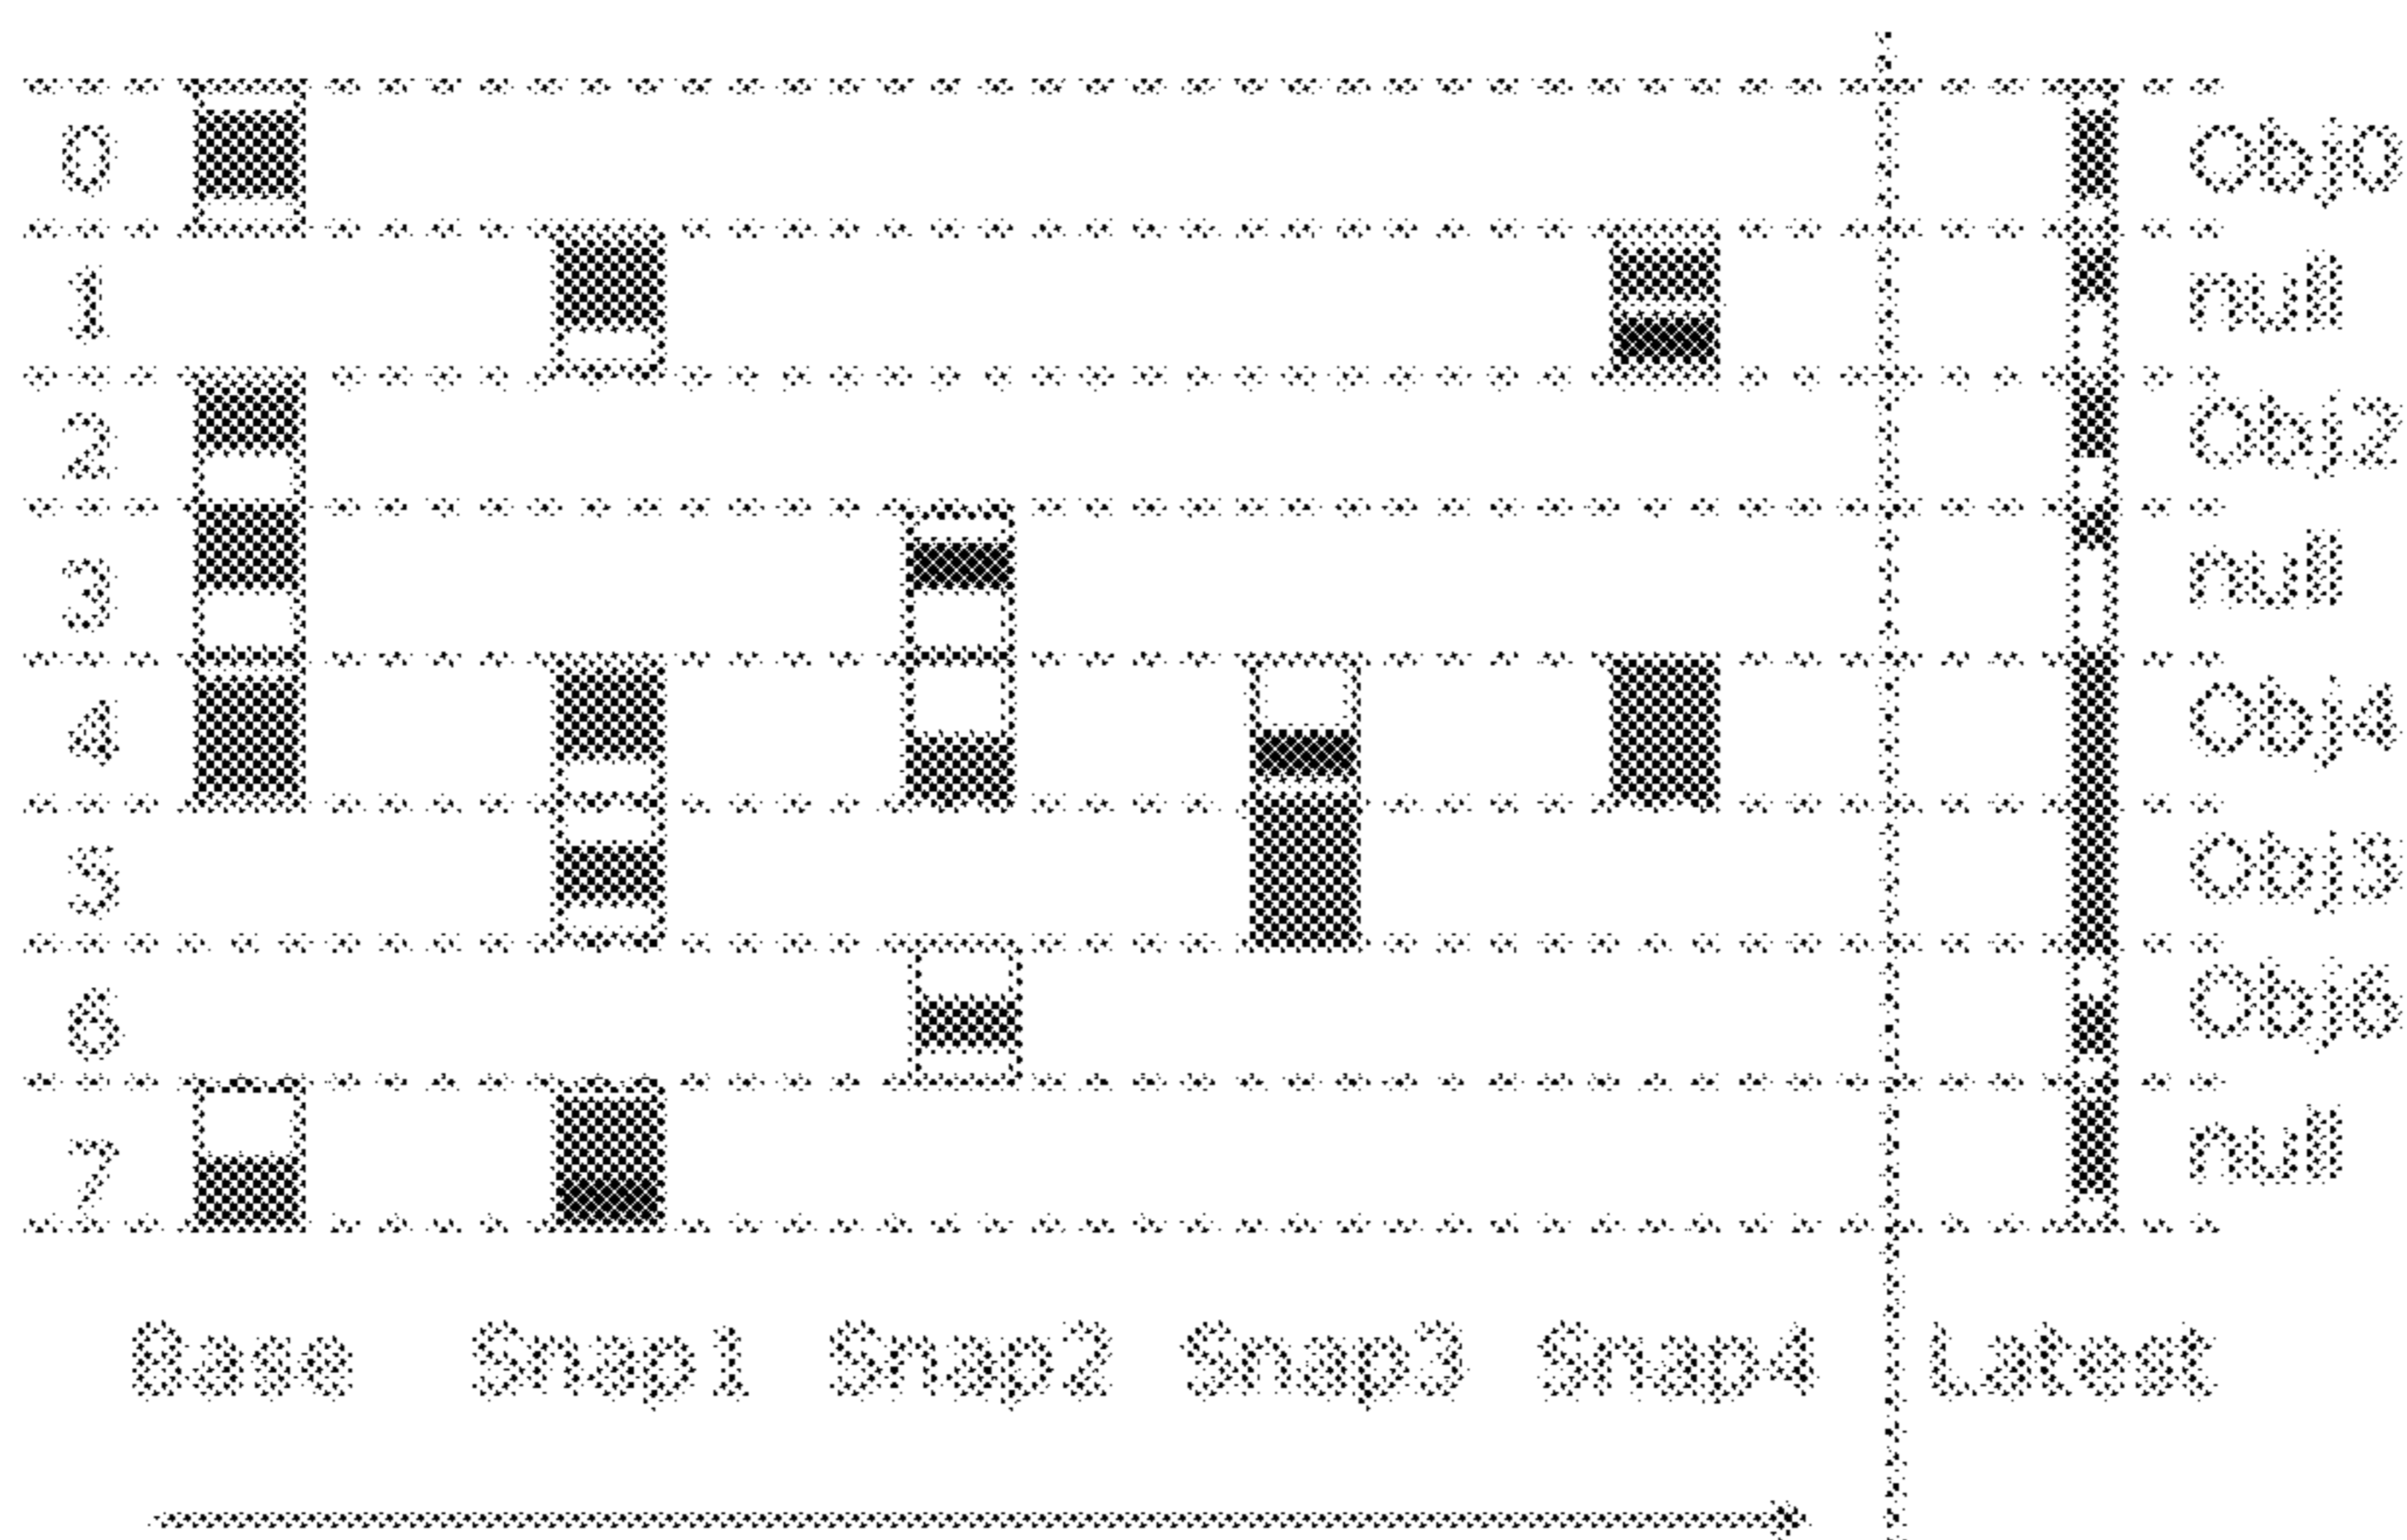 0 Obj0
1 null
2 Obj2
3 null
4 Obj4
5 Obj5
6 Obj6
7 null
Base Snap1 Snap2 Snap3 Snap4 Latest